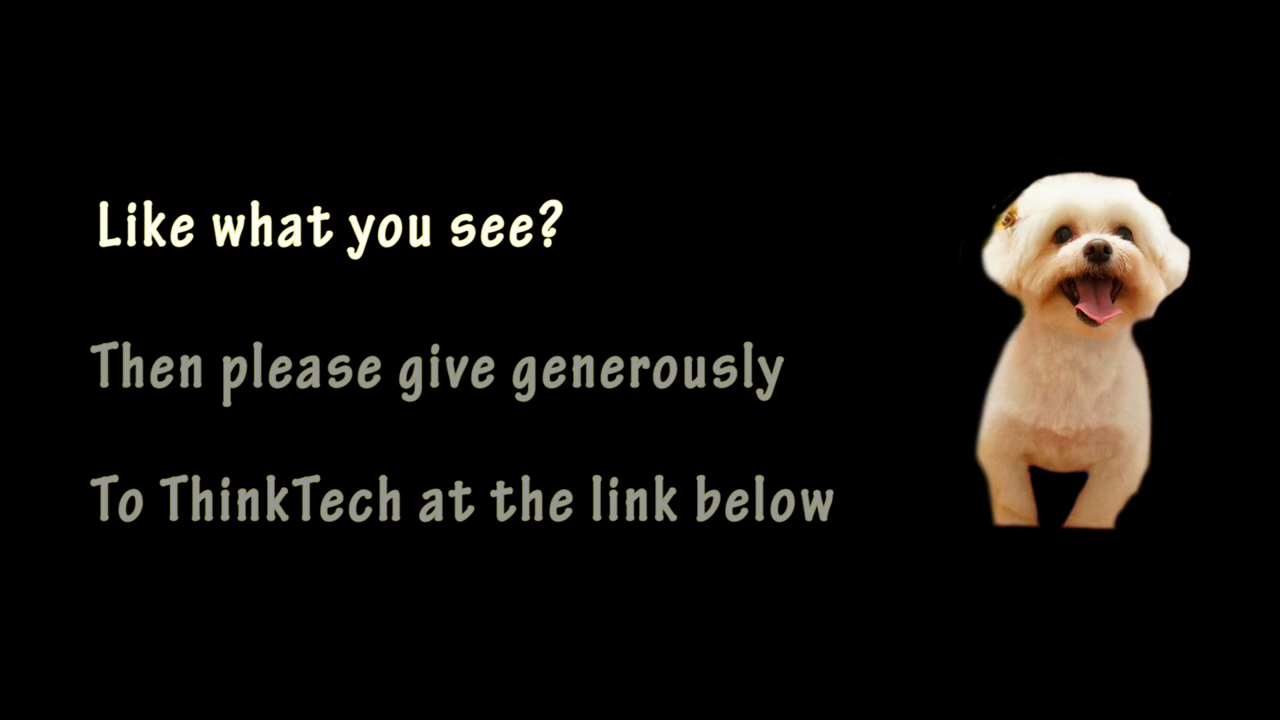 Like what you see?
Then please give generously
To ThinkTech at the link below